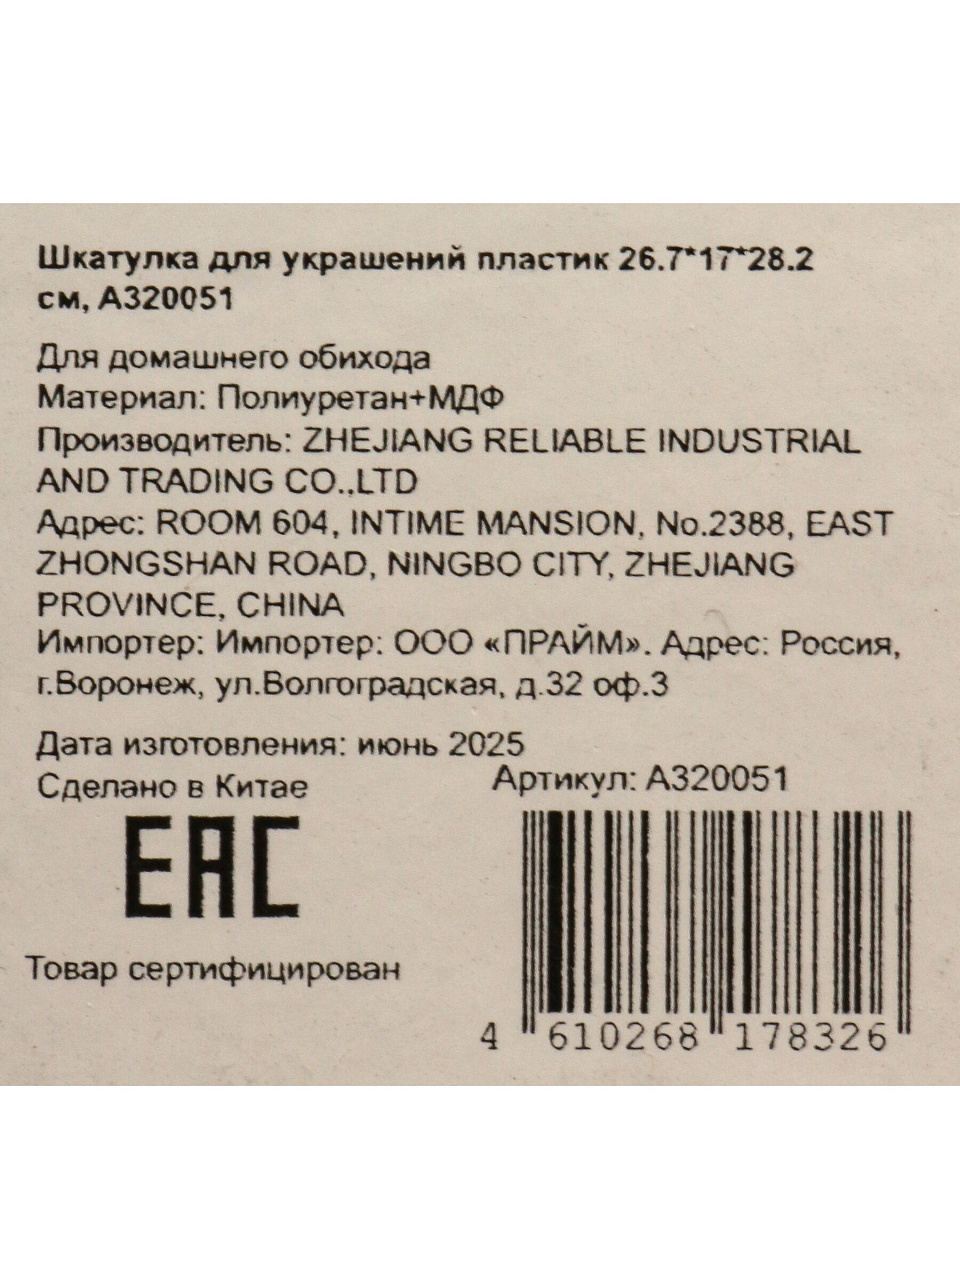 Шкатулка для украшений пластик 26.7*17*28.2
см, А320051
Для домашнего обихода
Материал: Полиуретан+МДФ
Производитель: ZHEJIANG RELIABLE INDUSTRIAL
AND TRADING CO.,LTD
Адрес: ROOM 604, INTIME MANSION, No.2388, EAST
ZHONGSHAN ROAD, NINGBO CITY, ZHEJIANG
PROVINCE, CHINA
Импортер: Импортер: ООО «ПРАЙМ». Адрес: Россия,
г.Воронеж, ул.Волгоградская, д.32 оф.3
Дата изготовления: июнь 2025
Сделано в Китае
Артикул: А320051
EAC
Товар сертифицирован
4 610268 178326